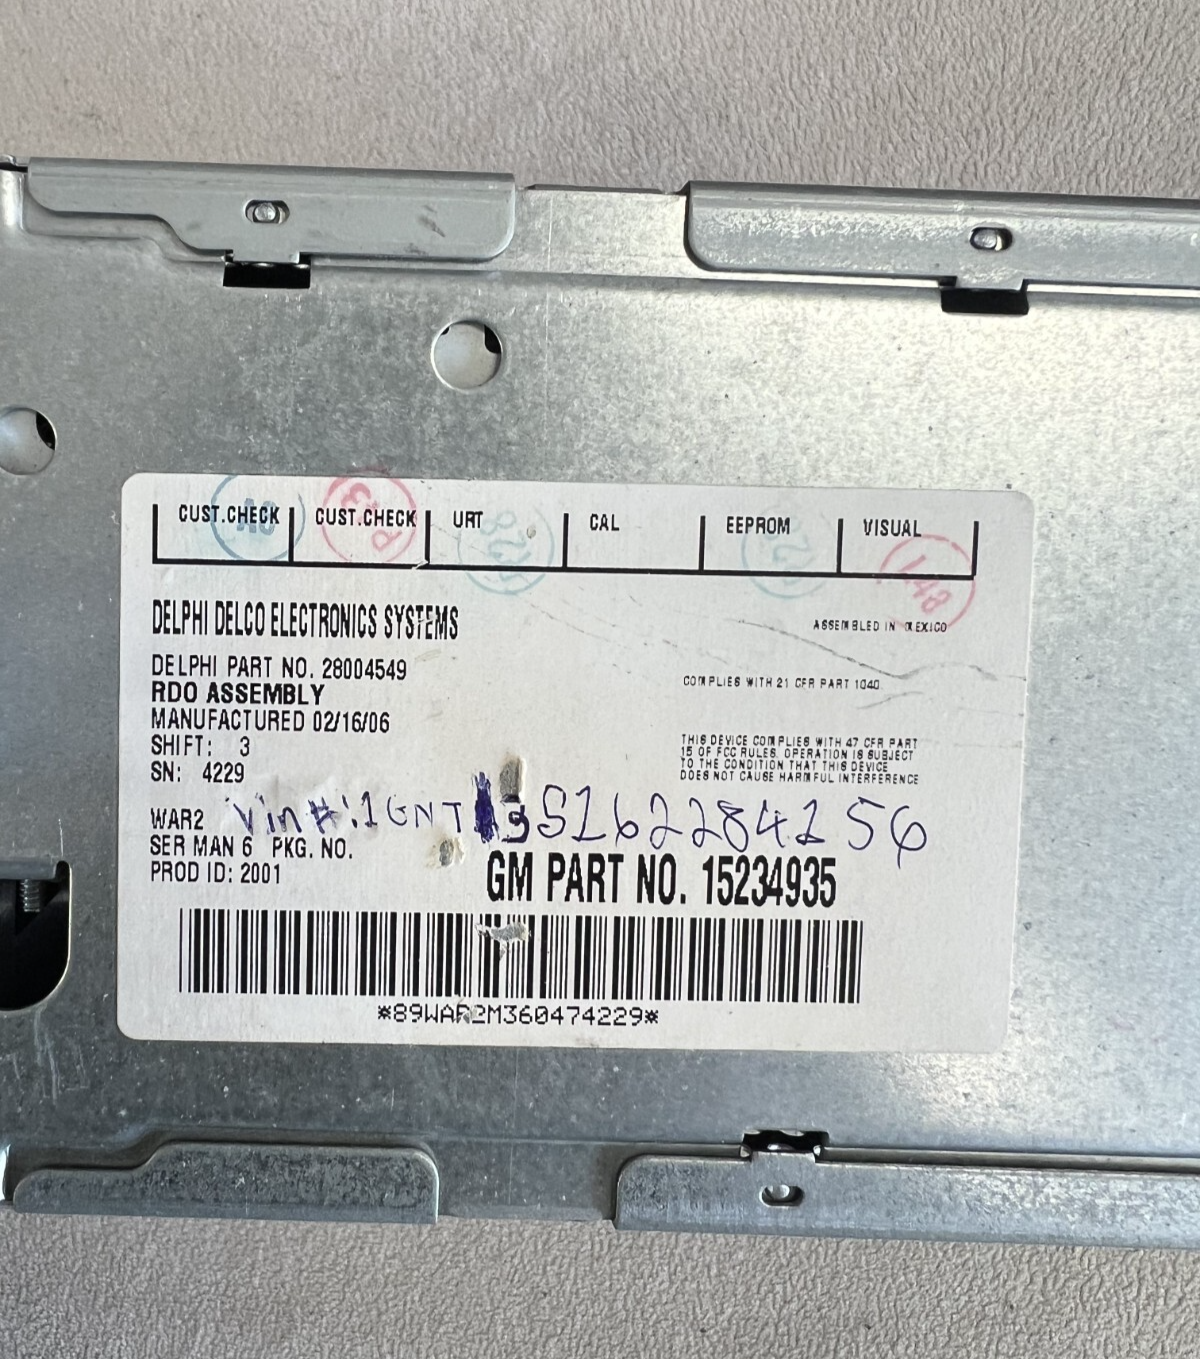 CUST.CHECK CUST.CHECK URT CAL EEPROM VISUAL
DELPHI DELCO ELECTRONICS SYSTEMS
ASSEMBLED IN MEXICO
DELPHI PART NO. 28004549
RDO ASSEMBLY
MANUFACTURED 02/16/06
SHIFT: 3
SN: 4229
COMPLIES WITH 21 CFR PART 1040
THIS DEVICE COMPLIES WITH 47 CFR PART
15 OF FCC RULES. OPERATION IS SUBJECT
TO THE CONDITION THAT THIS DEVICE
DOES NOT CAUSE HARMFUL INTERFERENCE
WAR2
Vin#:
SER MAN 6 PKG. NO.
PROD ID: 2001
GM PART NO. 15234935
*89WAR2M360474229*